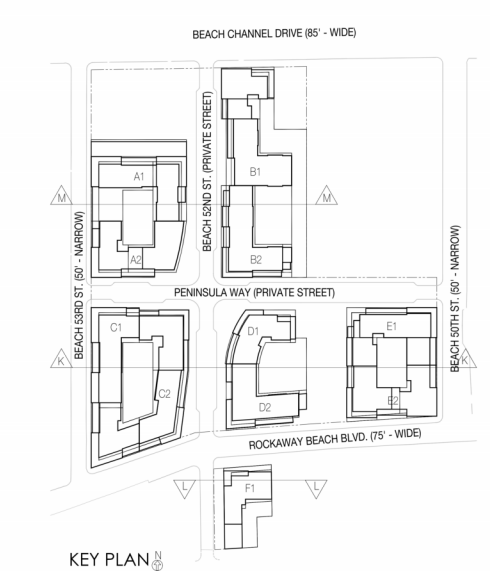 BEACH CHANNEL DRIVE (85' - WIDE)
BEACH 52ND ST. (PRIVATE STREET)
A1
B1
M
M
BEACH 53RD ST. (50' - NARROW)
A2
B2
BEACH 50TH ST. (50' - NARROW)
PENINSULA WAY (PRIVATE STREET)
C1
D1
E1
K
K
C2
D2
E2
ROCKAWAY BEACH BLVD. (75' - WIDE)
L
F1
L
KEY PLAN
N